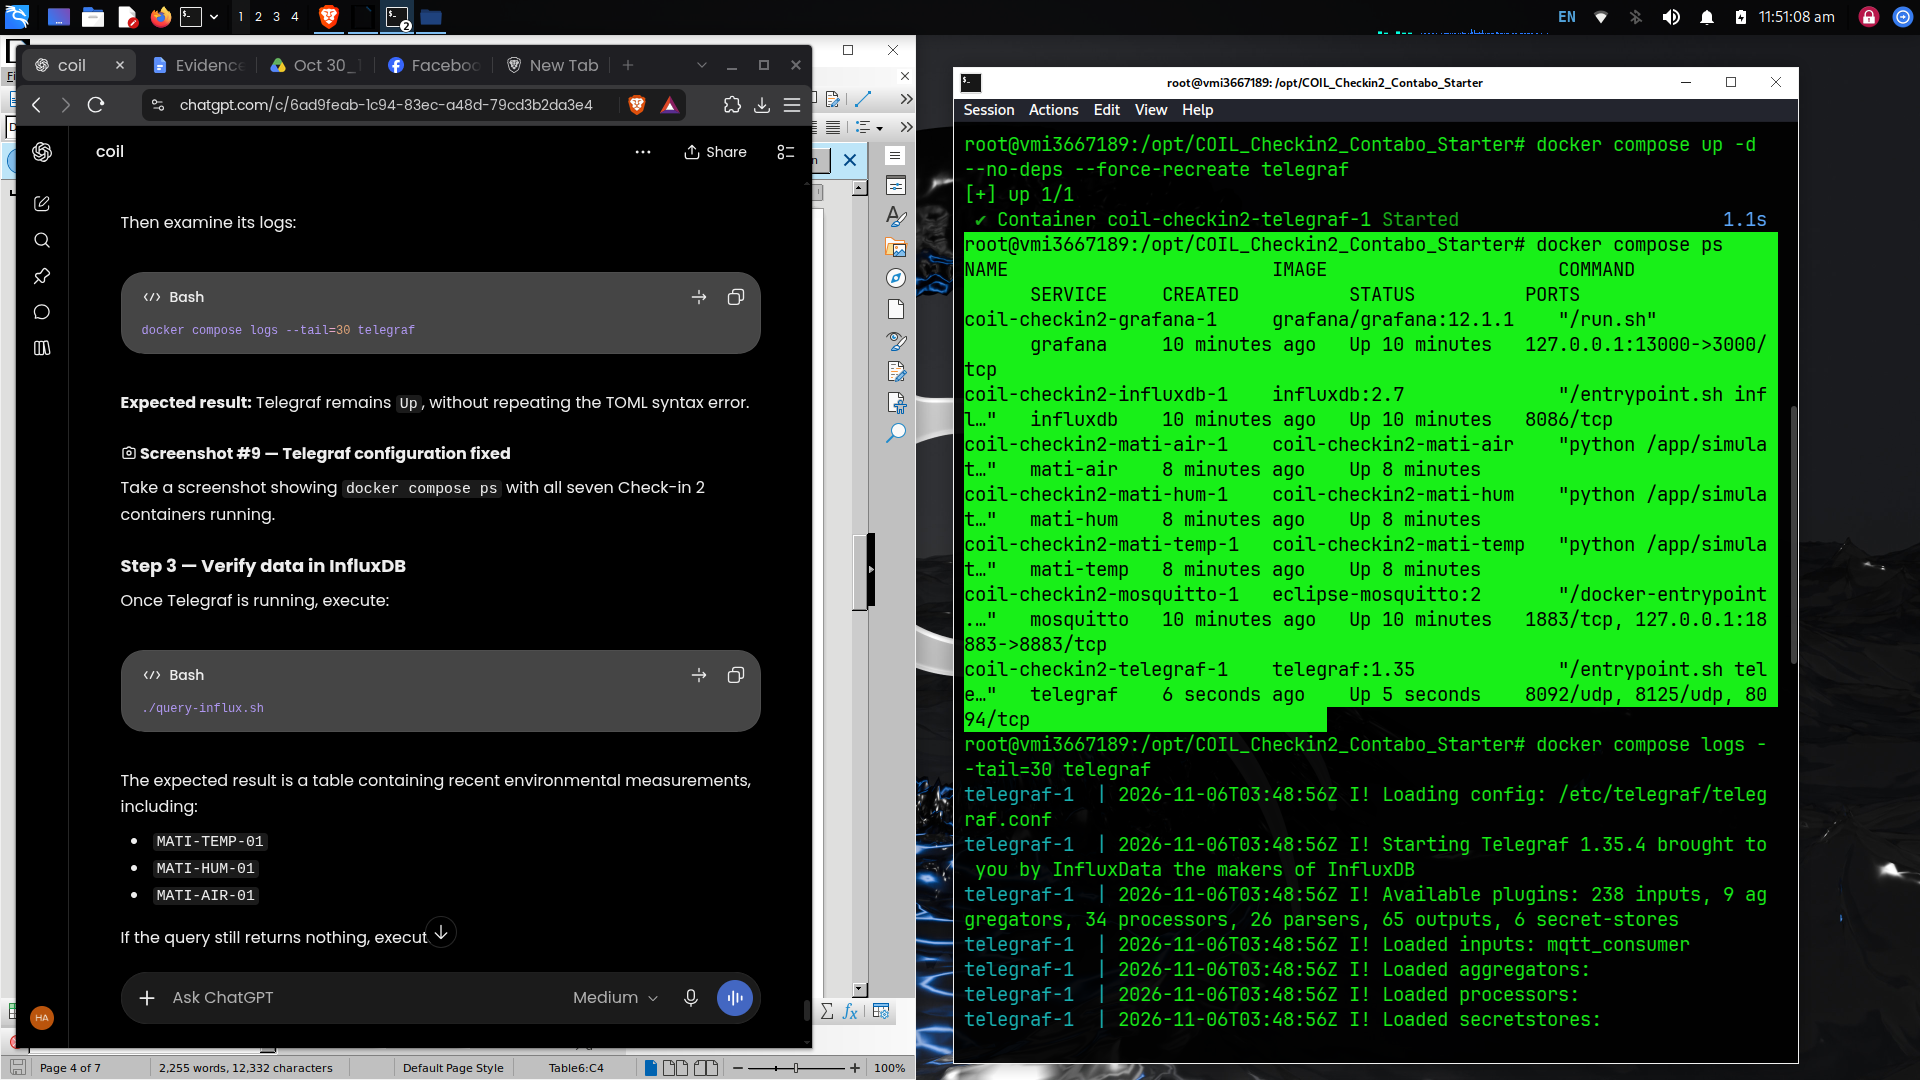 1 2 3 4
2
EN
11:51:08 am
coil
Evidence
Oct 30_
Faceboo
New Tab
chatgpt.com/c/6ad9feab-1c94-83ec-a48d-79cd3b2da3e4
coil
Share
Then examine its logs:
Bash
docker compose logs --tail=30 telegraf
Expected result: Telegraf remains Up, without repeating the TOML syntax error.
Screenshot #9 — Telegraf configuration fixed
Take a screenshot showing docker compose ps with all seven Check-in 2
containers running.
Step 3 — Verify data in InfluxDB
Once Telegraf is running, execute:
Bash
./query-influx.sh
The expected result is a table containing recent environmental measurements,
including:
MATI-TEMP-01
MATI-HUM-01
MATI-AIR-01
If the query still returns nothing, execut
Ask ChatGPT
Medium
HA
Page 4 of 7
2,255 words, 12,332 characters
Default Page Style
Table6:C4
100%
root@vmi3667189: /opt/COIL_Checkin2_Contabo_Starter
Session Actions Edit View Help
root@vmi3667189:/opt/COIL_Checkin2_Contabo_Starter# docker compose up -d
--no-deps --force-recreate telegraf
[+] up 1/1
✔ Container coil-checkin2-telegraf-1 Started 1.1s
root@vmi3667189:/opt/COIL_Checkin2_Contabo_Starter# docker compose ps
NAME IMAGE COMMAND
SERVICE CREATED STATUS PORTS
coil-checkin2-grafana-1 grafana/grafana:12.1.1 "/run.sh"
grafana 10 minutes ago Up 10 minutes 127.0.0.1:13000->3000/
tcp
coil-checkin2-influxdb-1 influxdb:2.7 "/entrypoint.sh inf
l…" influxdb 10 minutes ago Up 10 minutes 8086/tcp
coil-checkin2-mati-air-1 coil-checkin2-mati-air "python /app/simula
t…" mati-air 8 minutes ago Up 8 minutes
coil-checkin2-mati-hum-1 coil-checkin2-mati-hum "python /app/simula
t…" mati-hum 8 minutes ago Up 8 minutes
coil-checkin2-mati-temp-1 coil-checkin2-mati-temp "python /app/simula
t…" mati-temp 8 minutes ago Up 8 minutes
coil-checkin2-mosquitto-1 eclipse-mosquitto:2 "/docker-entrypoint
.…" mosquitto 10 minutes ago Up 10 minutes 1883/tcp, 127.0.0.1:18
883->8883/tcp
coil-checkin2-telegraf-1 telegraf:1.35 "/entrypoint.sh tel
e…" telegraf 6 seconds ago Up 5 seconds 8092/udp, 8125/udp, 80
94/tcp
root@vmi3667189:/opt/COIL_Checkin2_Contabo_Starter# docker compose logs -
-tail=30 telegraf
telegraf-1 | 2026-11-06T03:48:56Z I! Loading config: /etc/telegraf/teleg
raf.conf
telegraf-1 | 2026-11-06T03:48:56Z I! Starting Telegraf 1.35.4 brought to
you by InfluxData the makers of InfluxDB
telegraf-1 | 2026-11-06T03:48:56Z I! Available plugins: 238 inputs, 9 ag
gregators, 34 processors, 26 parsers, 65 outputs, 6 secret-stores
telegraf-1 | 2026-11-06T03:48:56Z I! Loaded inputs: mqtt_consumer
telegraf-1 | 2026-11-06T03:48:56Z I! Loaded aggregators:
telegraf-1 | 2026-11-06T03:48:56Z I! Loaded processors:
telegraf-1 | 2026-11-06T03:48:56Z I! Loaded secretstores: